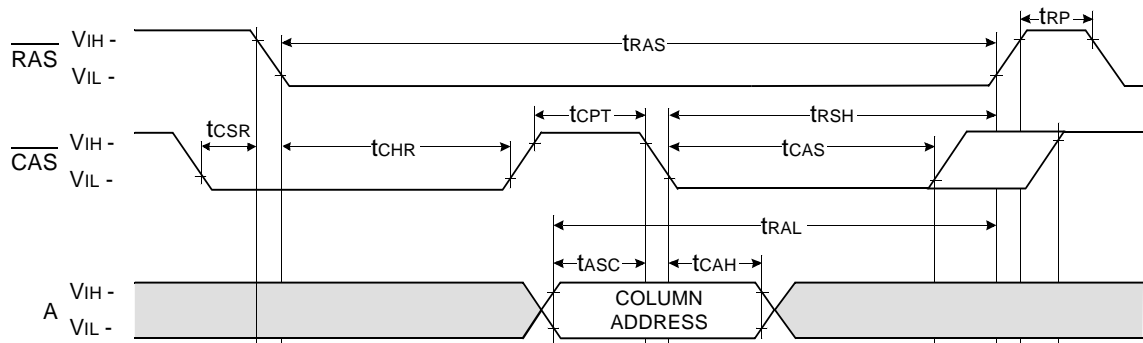 VIH - tRP
RAS tRAS
VIL -
tCPT tRSH
VIH - tCSR
CAS tCHR tCAS
VIL -
tRAL
tASC tCAH
VIH -
A COLUMN
ADDRESS
VIL -